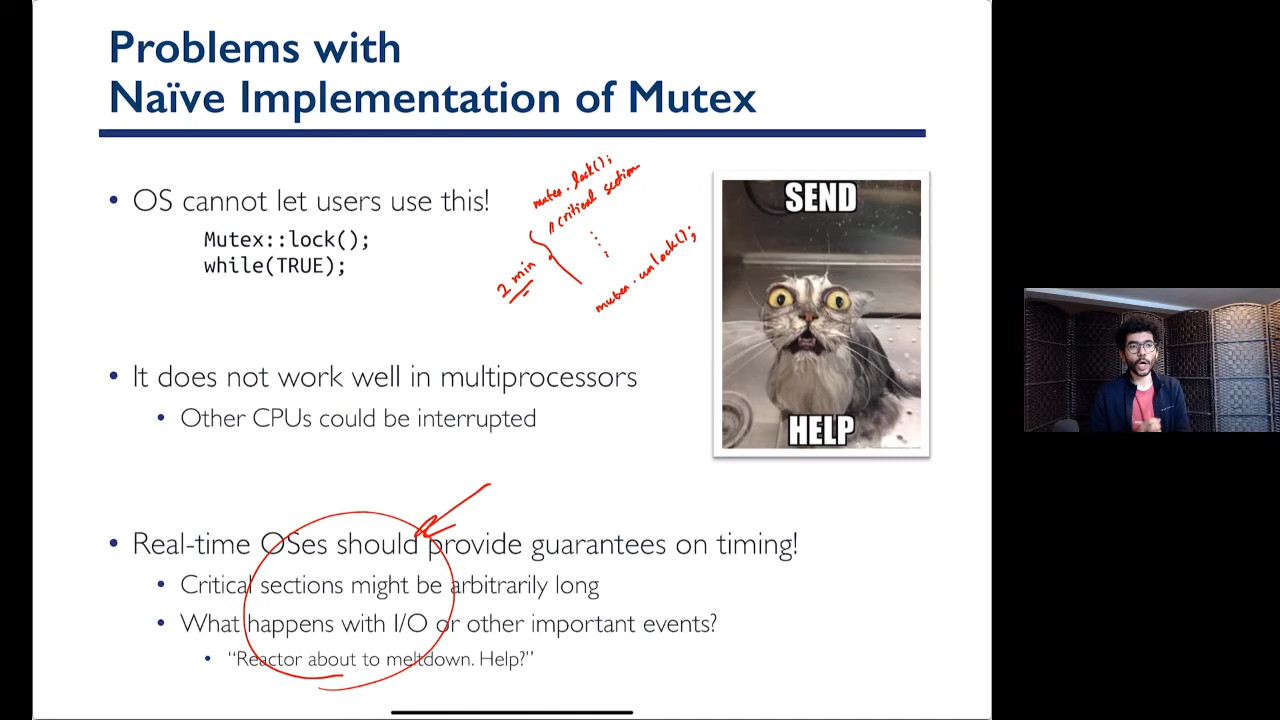 Problems with
Naïve Implementation of Mutex
• OS cannot let users use this!
Mutex::lock();
while(TRUE);
mutex.lock();
//critical section
2 min
mutex.unlock();
SEND
HELP
• It does not work well in multiprocessors
• Other CPUs could be interrupted
• Real-time OSes should provide guarantees on timing!
• Critical sections might be arbitrarily long
• What happens with I/O or other important events?
• “Reactor about to meltdown. Help?”